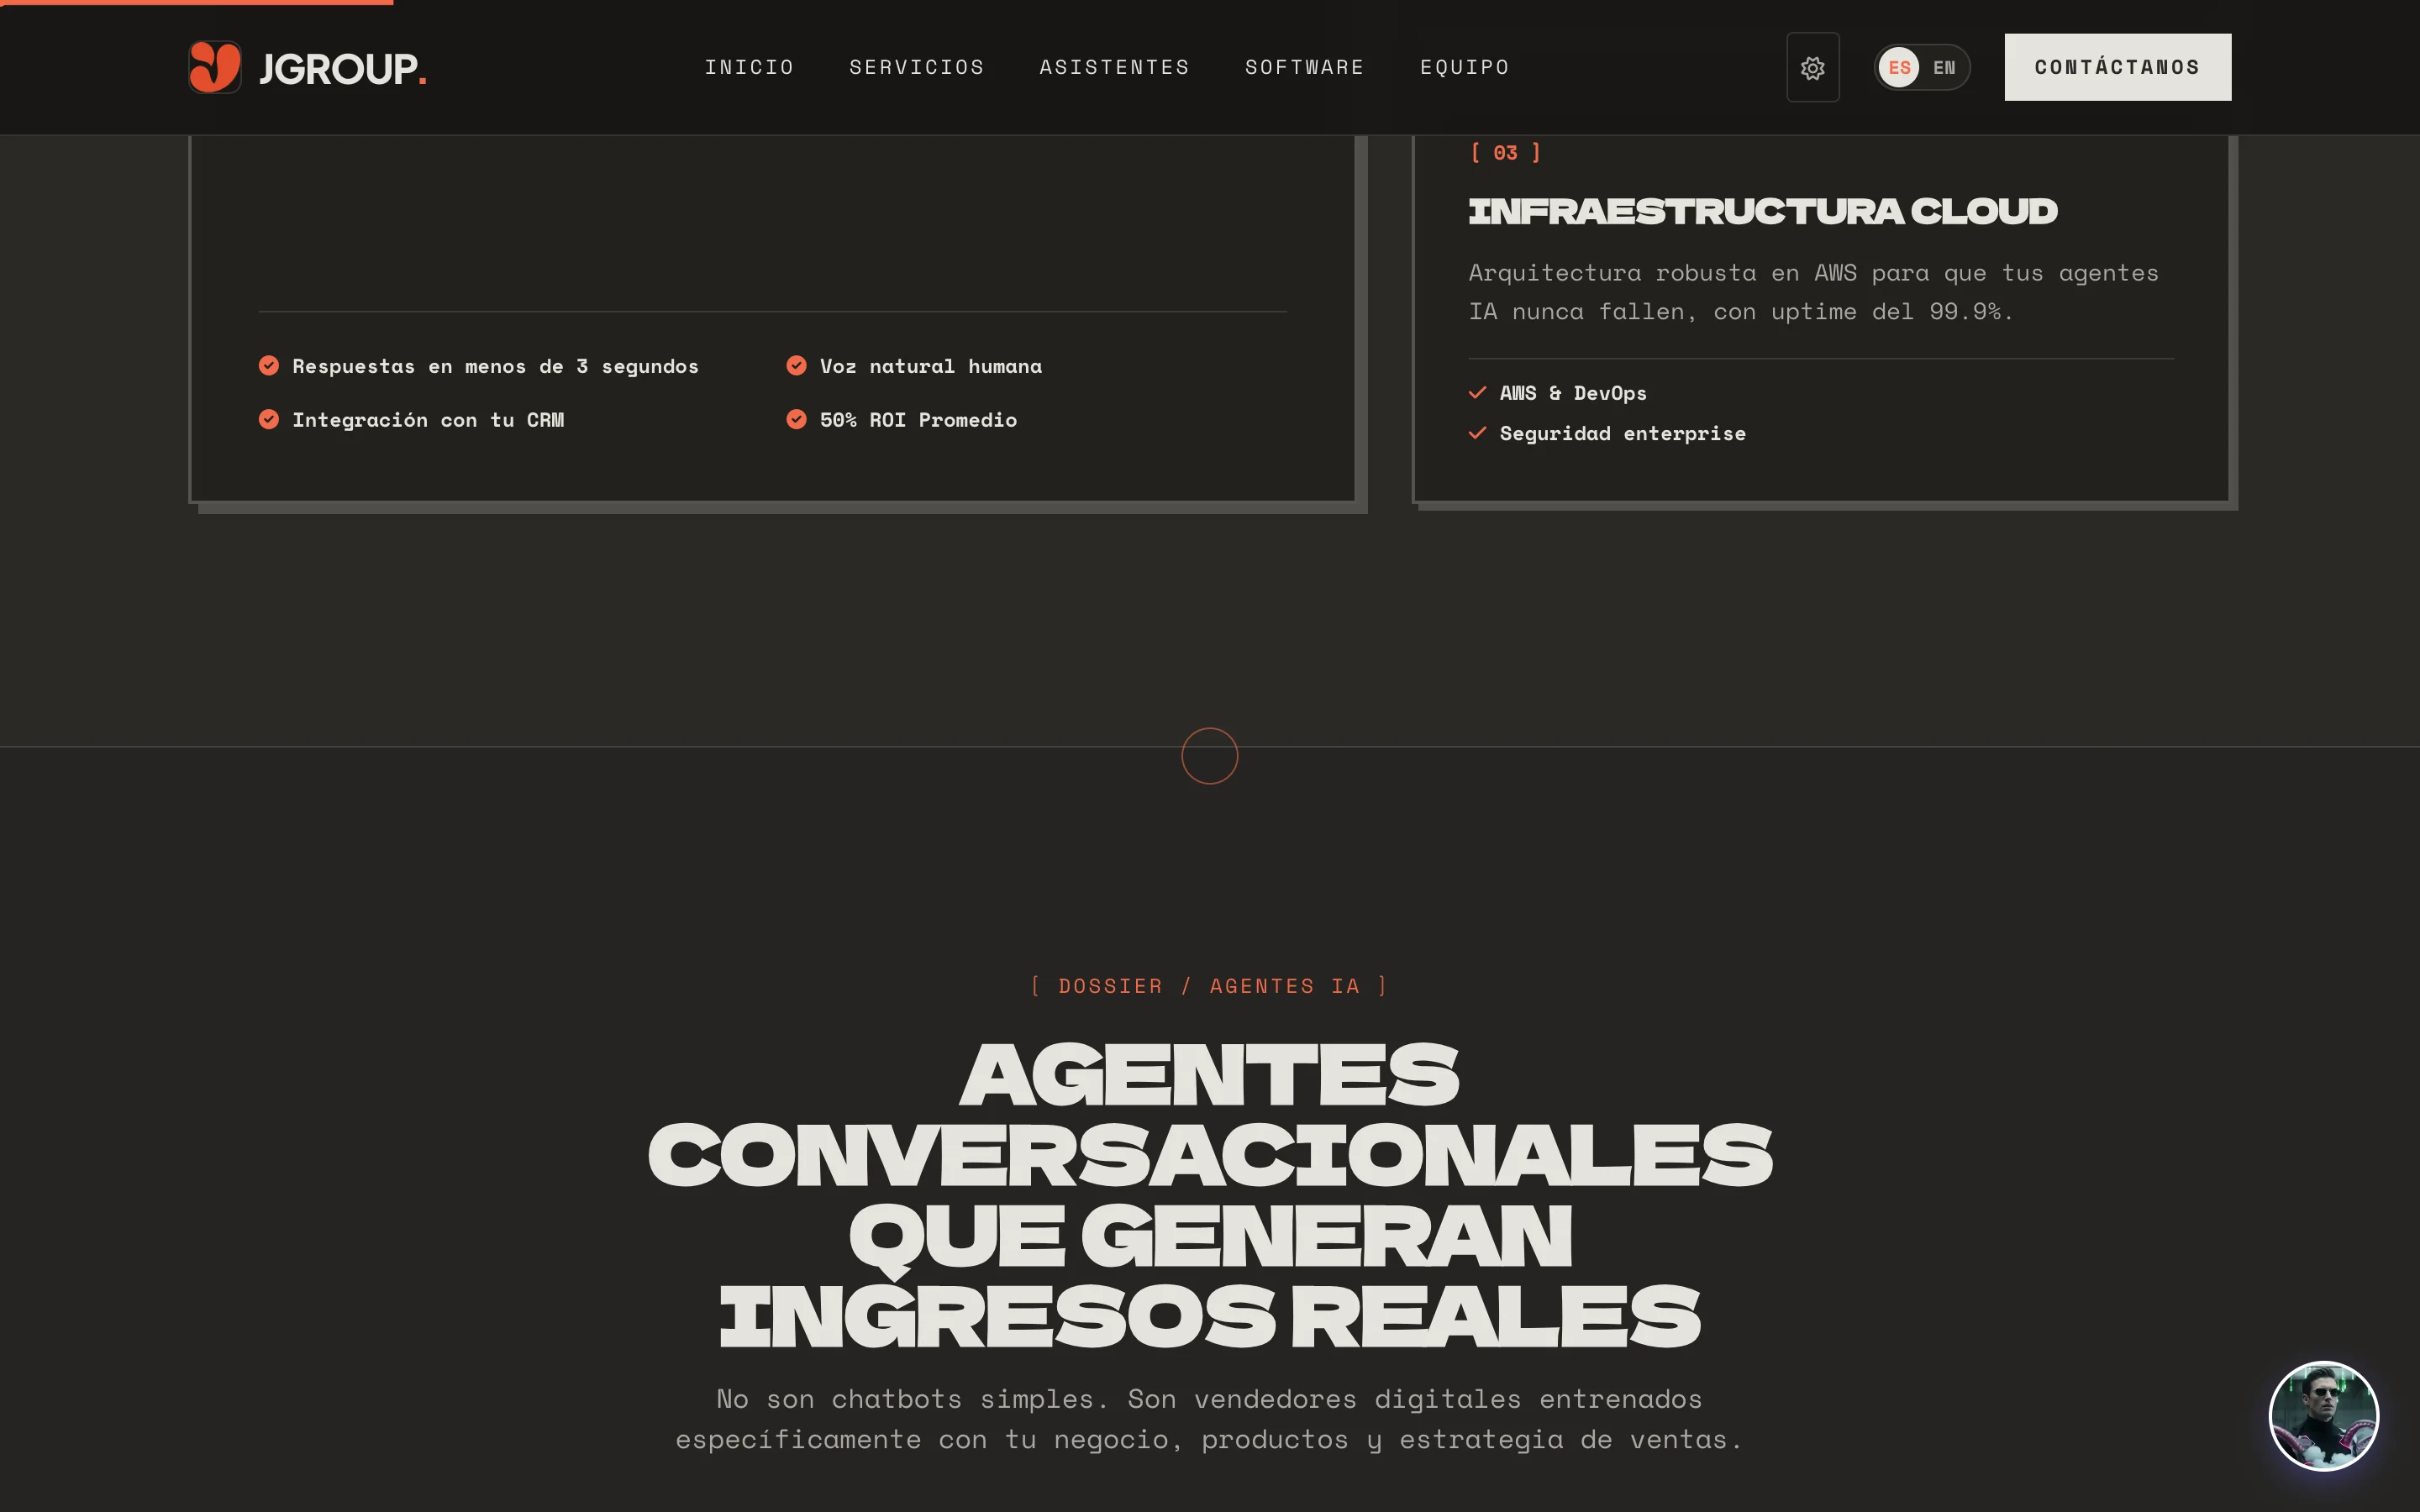 JGROUP.
INICIO
SERVICIOS
ASISTENTES
SOFTWARE
EQUIPO
ES
EN
CONTÁCTANOS
Respuestas en menos de 3 segundos
Voz natural humana
Integración con tu CRM
50% ROI Promedio
[ 03 ]
INFRAESTRUCTURA CLOUD
Arquitectura robusta en AWS para que tus agentes
IA nunca fallen, con uptime del 99.9%.
AWS & DevOps
Seguridad enterprise
[ DOSSIER / AGENTES IA ]
AGENTES
CONVERSACIONALES
QUE GENERAN
INGRESOS REALES
No son chatbots simples. Son vendedores digitales entrenados
específicamente con tu negocio, productos y estrategia de ventas.